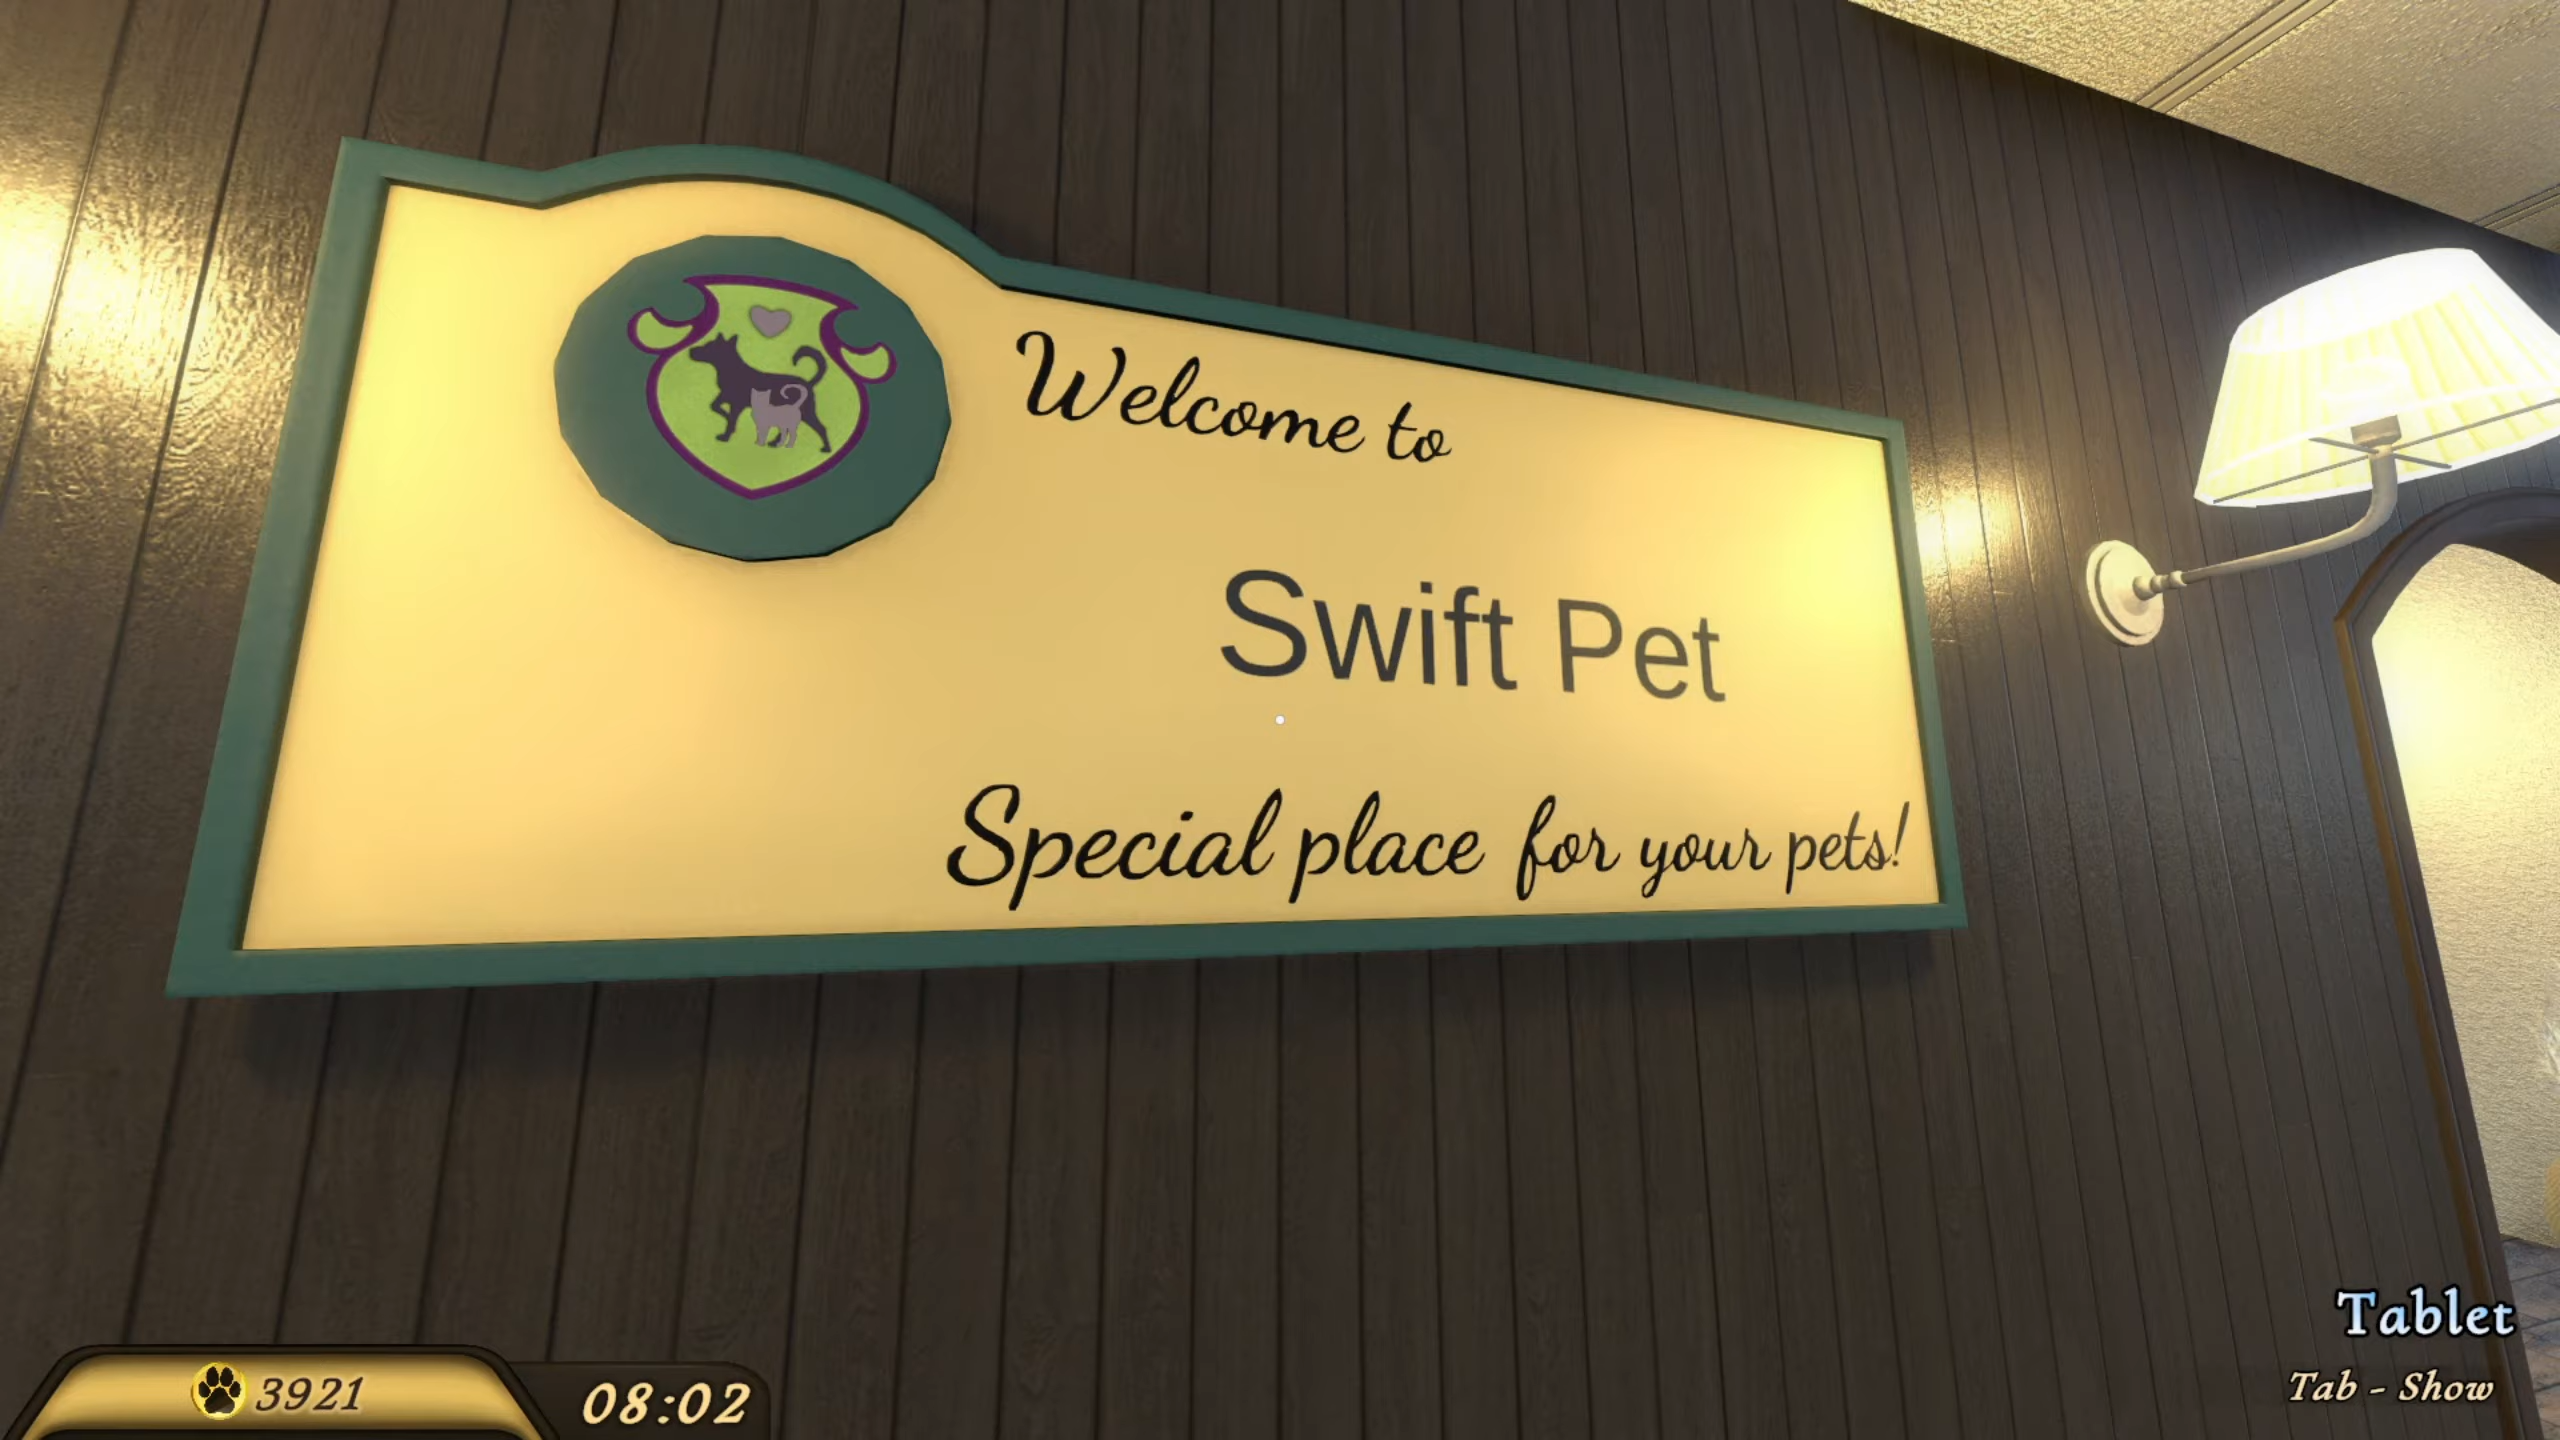 Welcome to
Swift Pet
Special place for your pets!
3921
08:02
Tablet
Tab - Show